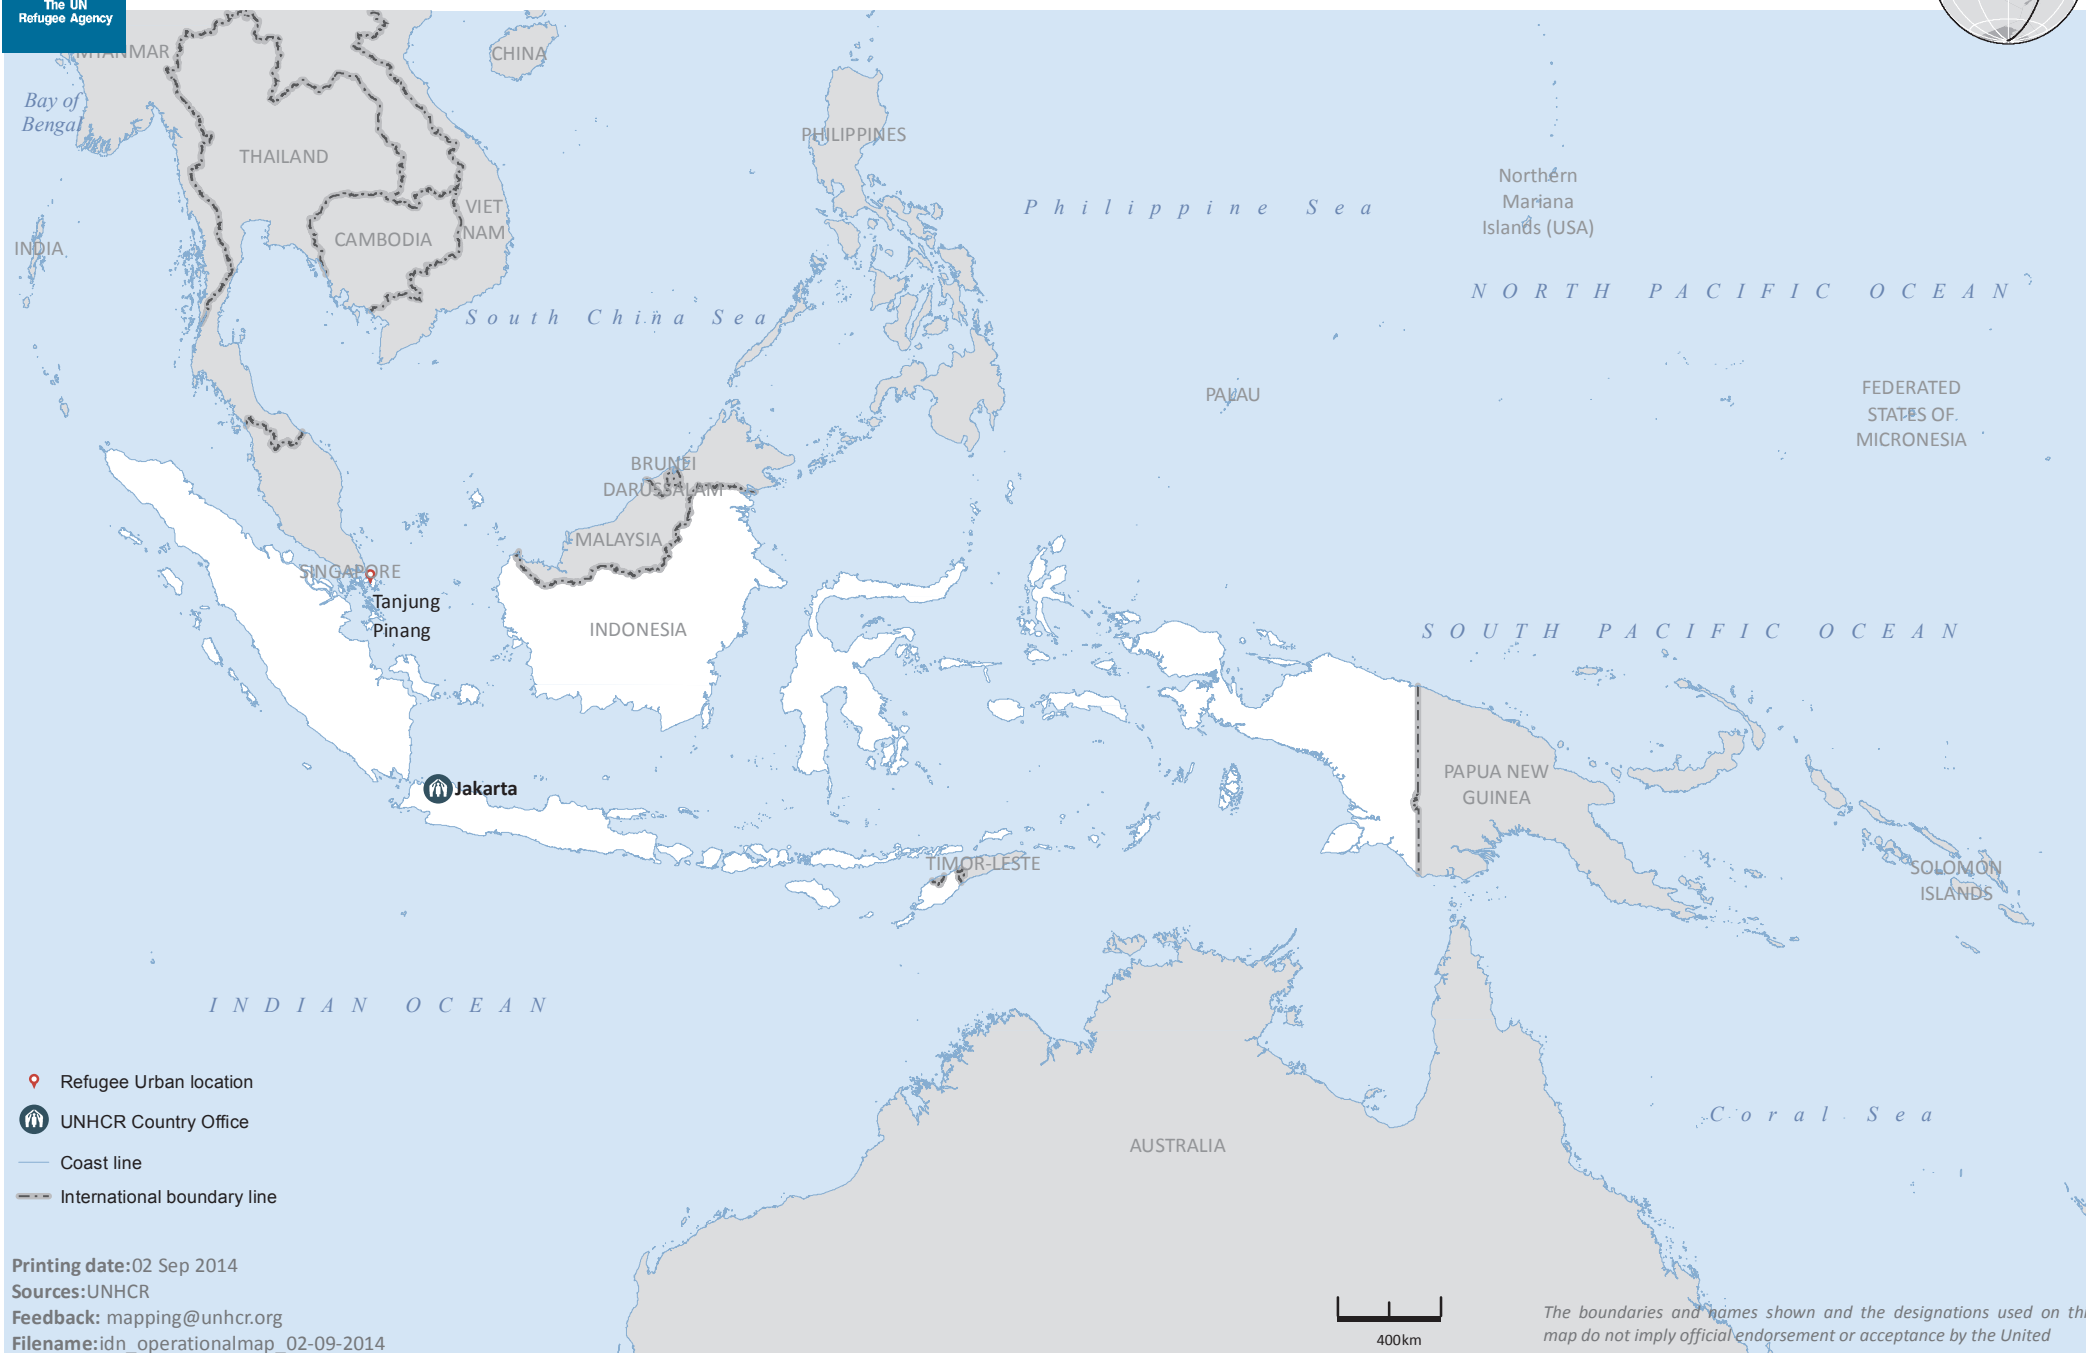 The UN
Refugee Agency
MYANMAR
CHINA
Bay of
Bengal
PHILIPPINES
THAILAND
Northern
Mariana
Islands (USA)
Philippine Sea
VIET
NAM
CAMBODIA
INDIA
NORTH PACIFIC OCEAN
South China Sea
PALAU
FEDERATED
STATES OF
MICRONESIA
BRUNEI
DARUSSALAM
MALAYSIA
SINGAPORE
Tanjung
Pinang
INDONESIA
SOUTH PACIFIC OCEAN
Jakarta
PAPUA NEW
GUINEA
TIMOR-LESTE
SOLOMON
ISLANDS
INDIAN OCEAN
Refugee Urban location
UNHCR Country Office
Coast line
International boundary line
Coral Sea
AUSTRALIA
Printing date:02 Sep 2014
Sources:UNHCR
Feedback: mapping@unhcr.org
Filename:idn_operationalmap_02-09-2014
400km
The boundaries and names shown and the designations used on thi
map do not imply official endorsement or acceptance by the United